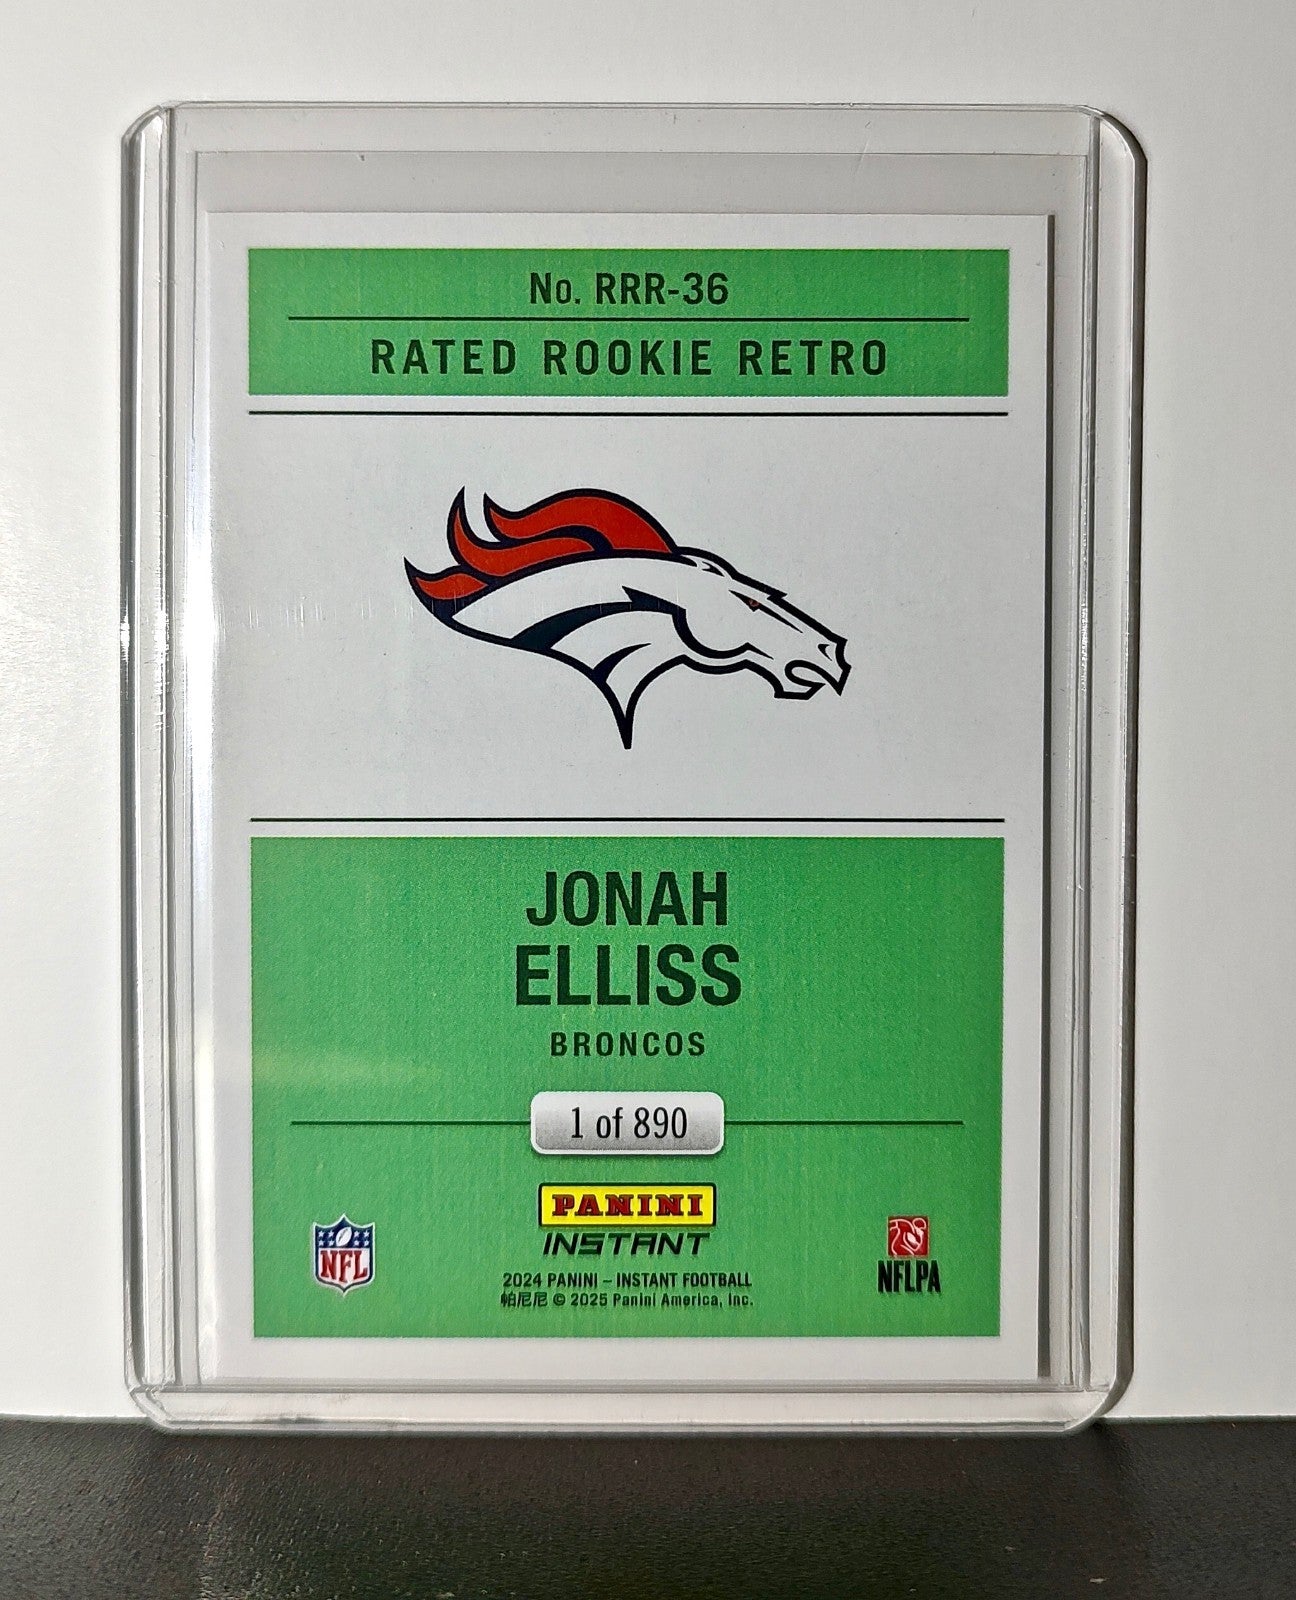 No. RRR-36
RATED ROOKIE RETRO
JONAH
ELLISS
BRONCOS
1 of 890
PANINI
INSTANT
NFL
NFLPA
2024 PANINI – INSTANT FOOTBALL
帕尼尼 © 2025 Panini America, Inc.